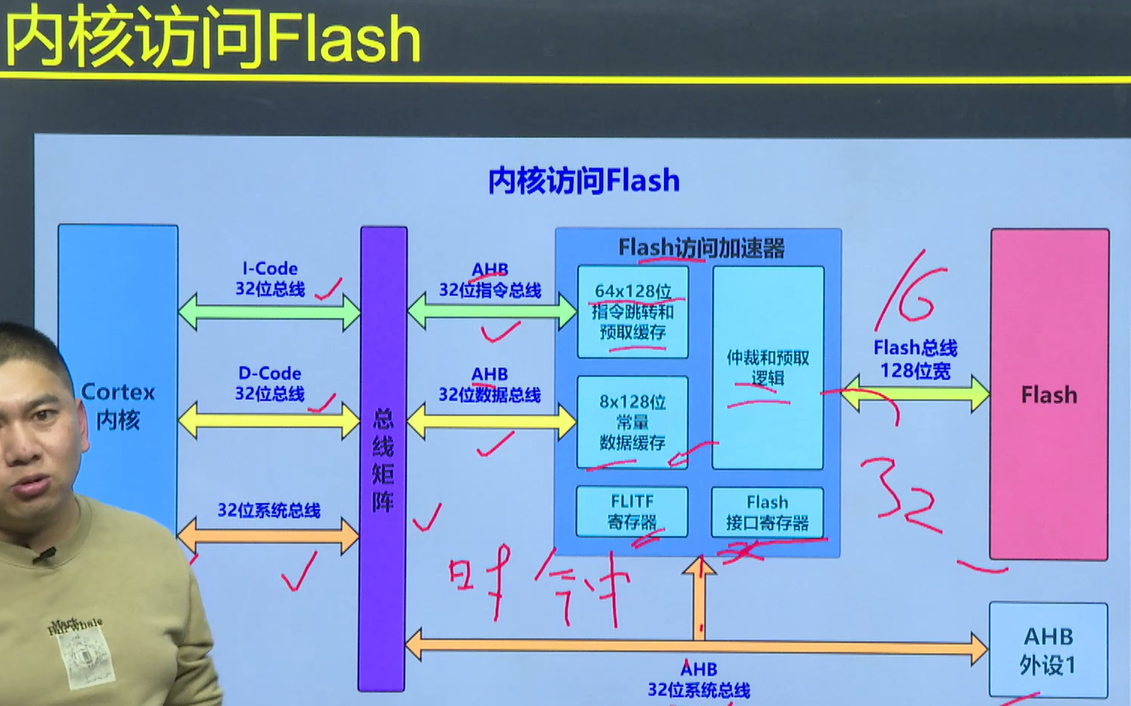 内核访问Flash
内核访问Flash
Flash访问加速器
I-Code
32位总线
AHB
32位指令总线
64x128位
指令跳转和
预取缓存
仲裁和预取
逻辑
16
Flash总线
128位宽
Flash
Cortex
内核
D-Code
32位总线
AHB
32位数据总线
8x128位
常量
数据缓存
总线矩阵
32
32位系统总线
FLITF
寄存器
Flash
接口寄存器
时
AHB
外设1
AHB
32位系统总线
Mark
FairWhale